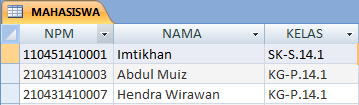 MAHASISWA
NPM NAMA KELAS
110451410001 Imtikhan SK-S.14.1
210431410003 Abdul Muiz KG-P.14.1
210431410007 Hendra Wirawan KG-P.14.1